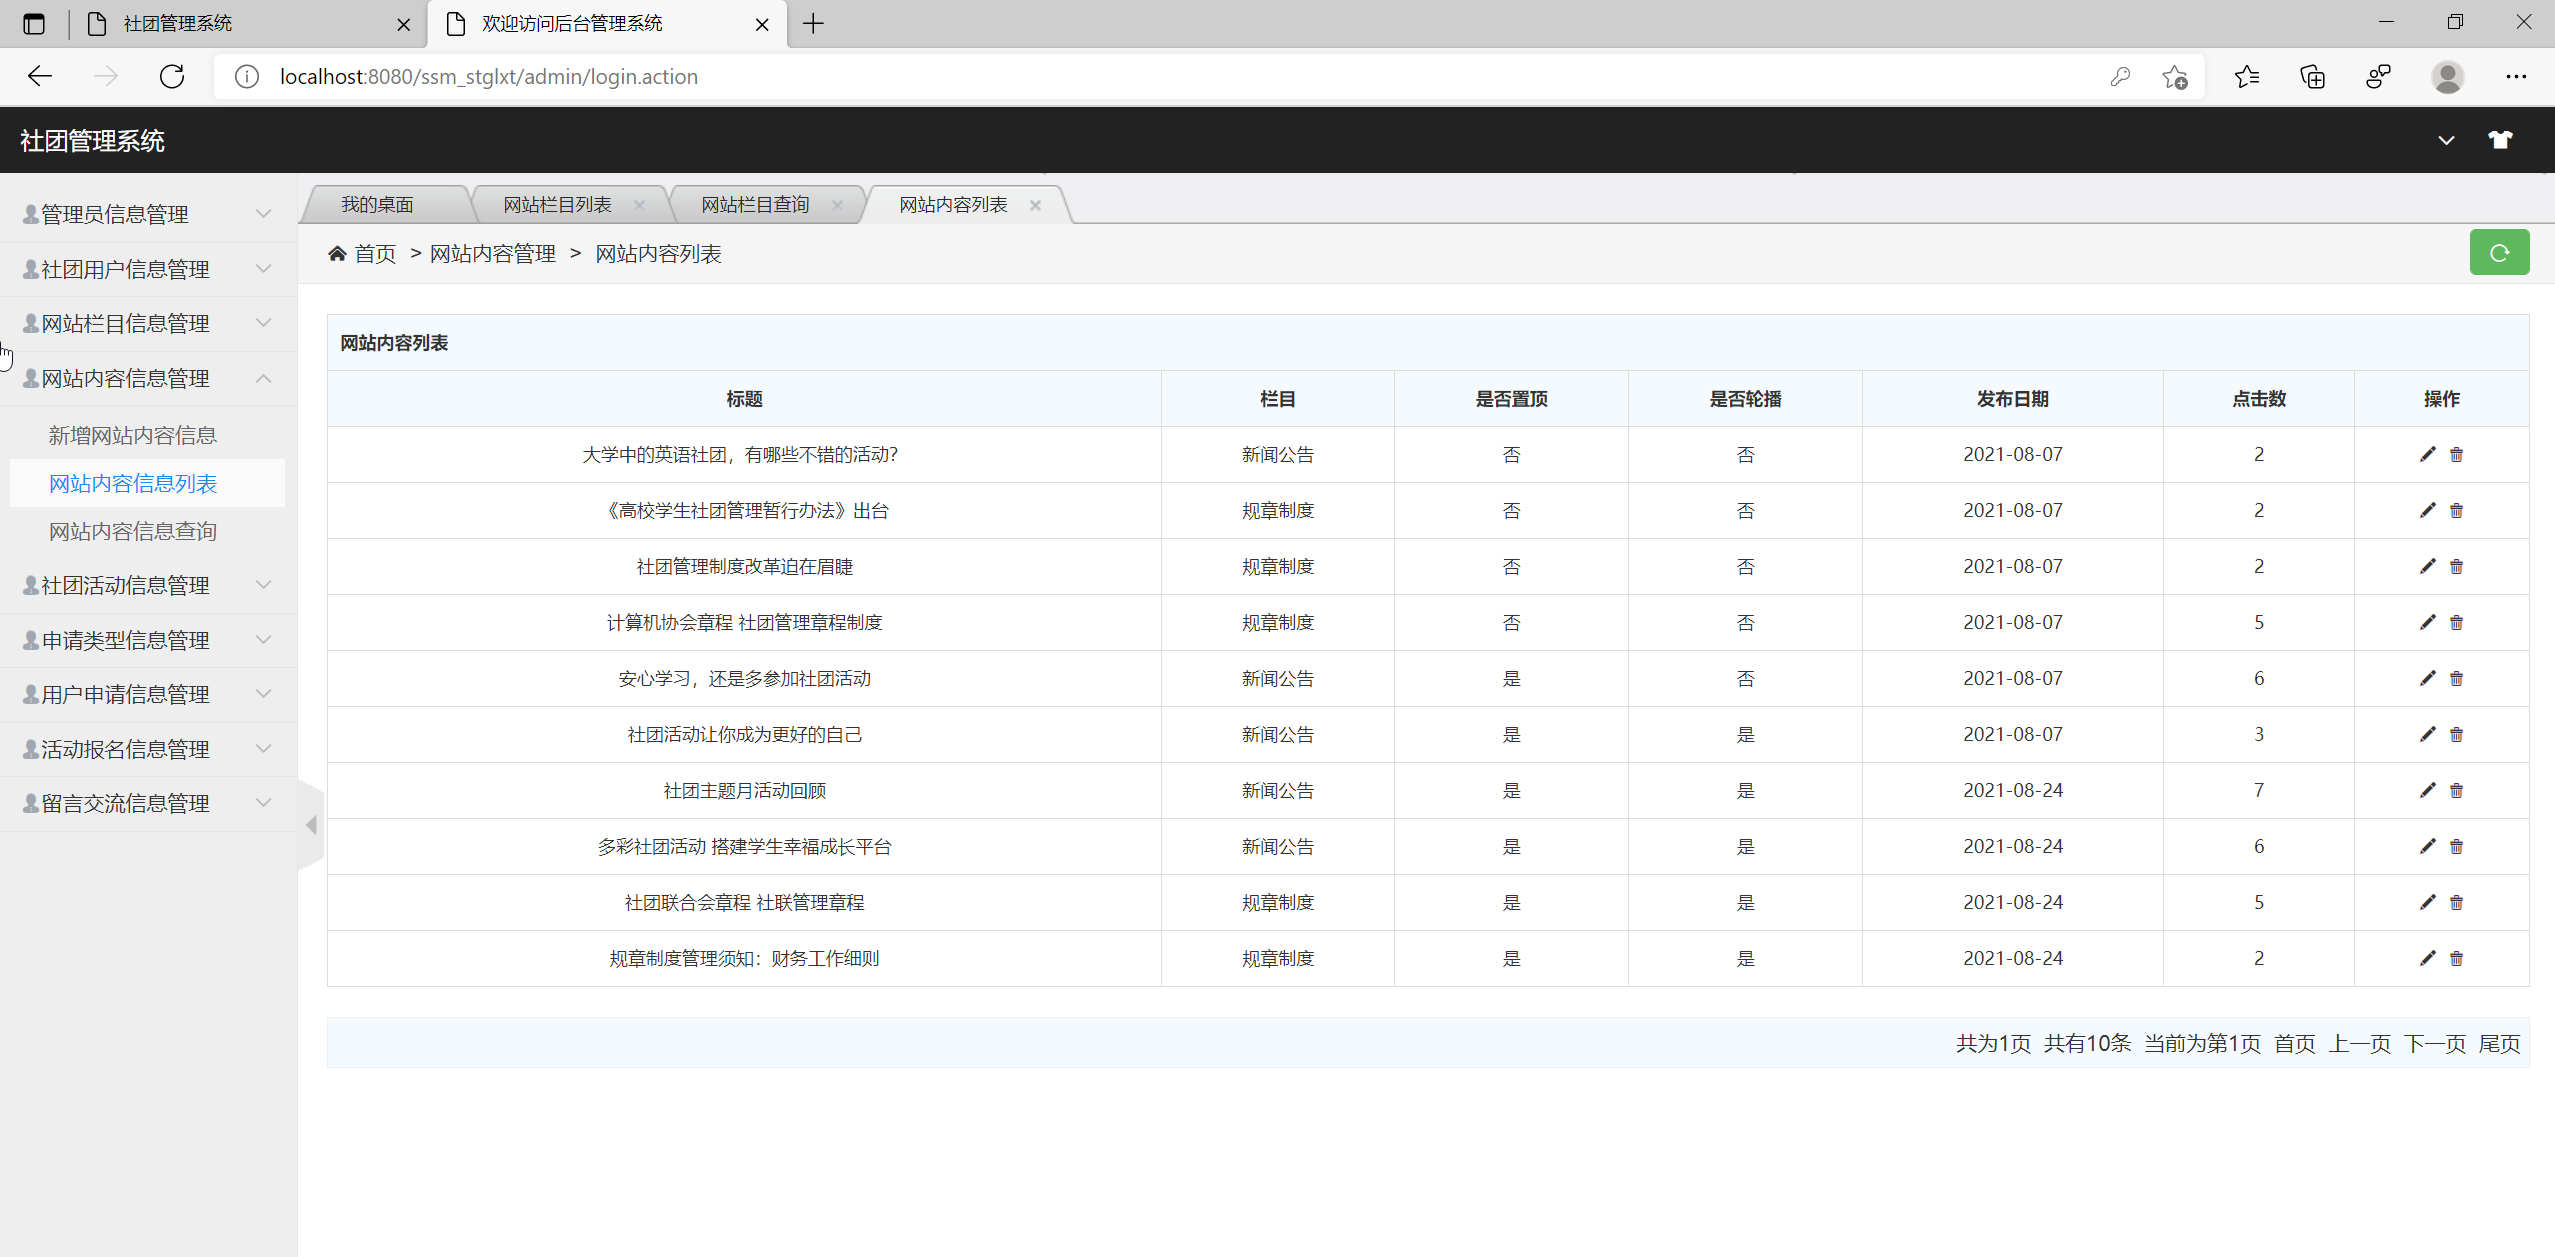 社团管理系统
欢迎访问后台管理系统
localhost:8080/ssm_stglxt/admin/login.action
社团管理系统
管理员信息管理
社团用户信息管理
网站栏目信息管理
网站内容信息管理
新增网站内容信息
网站内容信息列表
网站内容信息查询
社团活动信息管理
申请类型信息管理
用户申请信息管理
活动报名信息管理
留言交流信息管理
我的桌面 网站栏目列表 网站栏目查询 网站内容列表
首页 > 网站内容管理 > 网站内容列表
网站内容列表
标题 栏目 是否置顶 是否轮播 发布日期 点击数 操作
大学中的英语社团，有哪些不错的活动？ 新闻公告 否 否 2021-08-07 2
《高校学生社团管理暂行办法》出台 规章制度 否 否 2021-08-07 2
社团管理制度改革迫在眉睫 规章制度 否 否 2021-08-07 2
计算机协会章程 社团管理章程制度 规章制度 否 否 2021-08-07 5
安心学习，还是多参加社团活动 新闻公告 是 否 2021-08-07 6
社团活动让你成为更好的自己 新闻公告 是 是 2021-08-07 3
社团主题月活动回顾 新闻公告 是 是 2021-08-24 7
多彩社团活动 搭建学生幸福成长平台 新闻公告 是 是 2021-08-24 6
社团联合会章程 社联管理章程 规章制度 是 是 2021-08-24 5
规章制度管理须知：财务工作细则 规章制度 是 是 2021-08-24 2
共为1页 共有10条 当前为第1页 首页 上一页 下一页 尾页